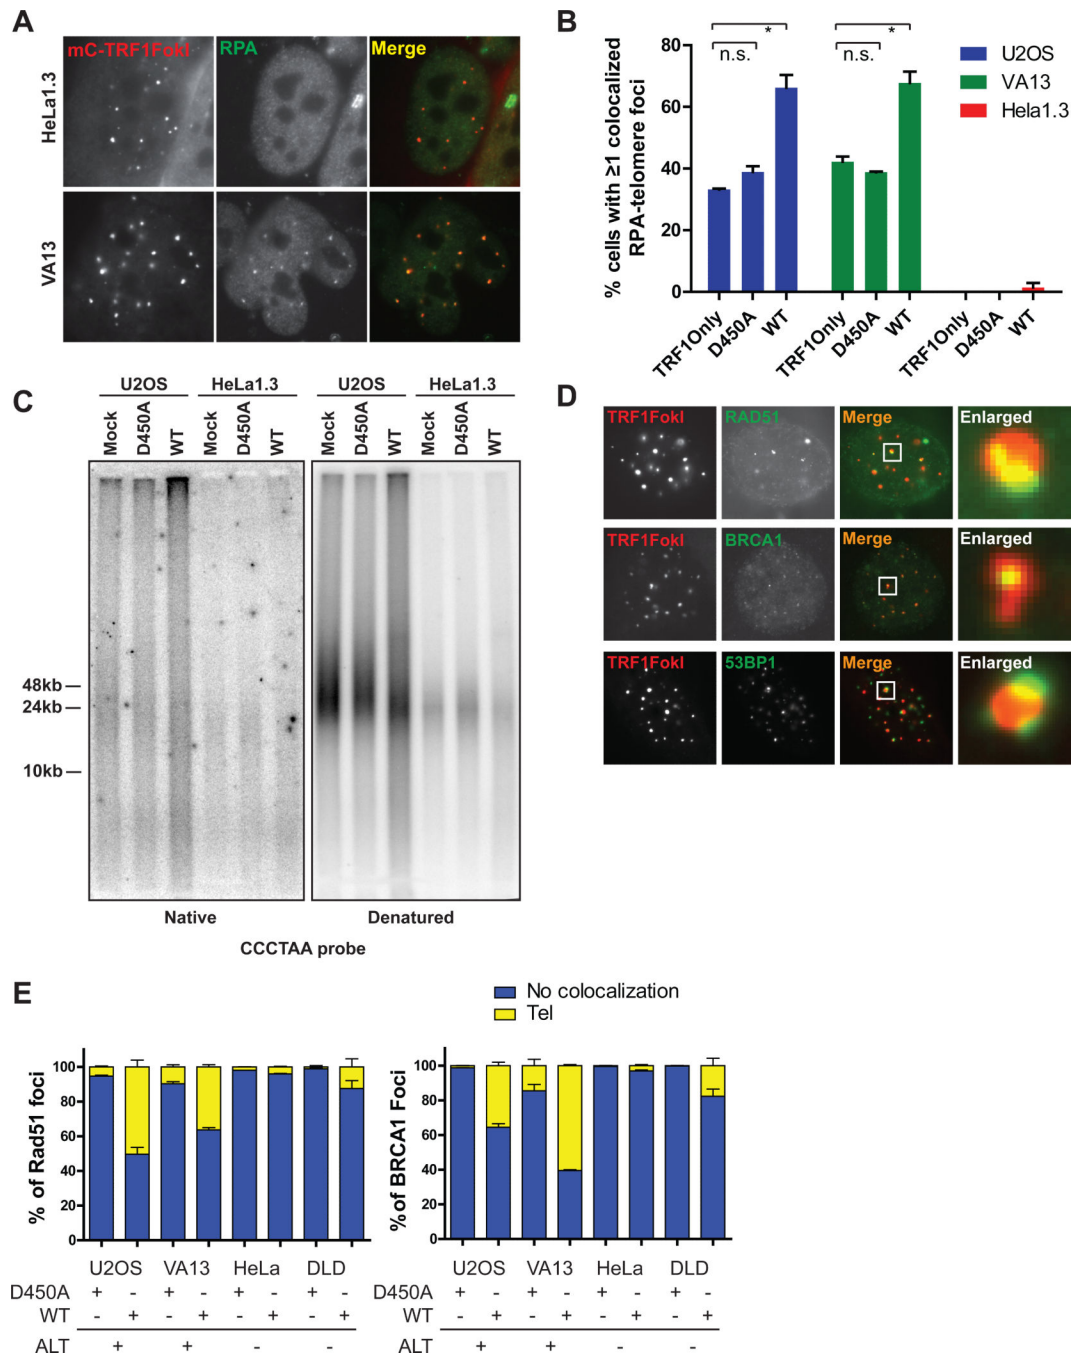 A
mC-TRF1FokI
RPA
Merge
HeLa1.3
VA13
B
% cells with ≥1 colocalized
RPA-telomere foci
80
60
40
20
0
n.s.
*
n.s.
*
U2OS
VA13
Hela1.3
TRF1Only
D450A
WT
TRF1Only
D450A
WT
TRF1Only
D450A
WT
C
U2OS
HeLa1.3
U2OS
HeLa1.3
Mock
D450A
WT
Mock
D450A
WT
Mock
D450A
WT
Mock
D450A
WT
48kb
24kb
10kb
Native
Denatured
CCCTAA probe
D
TRF1FokI
RAD51
Merge
Enlarged
TRF1FokI
BRCA1
Merge
Enlarged
TRF1FokI
53BP1
Merge
Enlarged
E
No colocalization
Tel
% of Rad51 foci
100
80
60
40
20
0
U2OS VA13 HeLa DLD
D450A + - + - + - + -
WT - + - + - + - +
ALT + + - -
% of BRCA1 Foci
100
80
60
40
20
0
U2OS VA13 HeLa DLD
+ - + - + - + -
- + - + - + - +
+ + - -